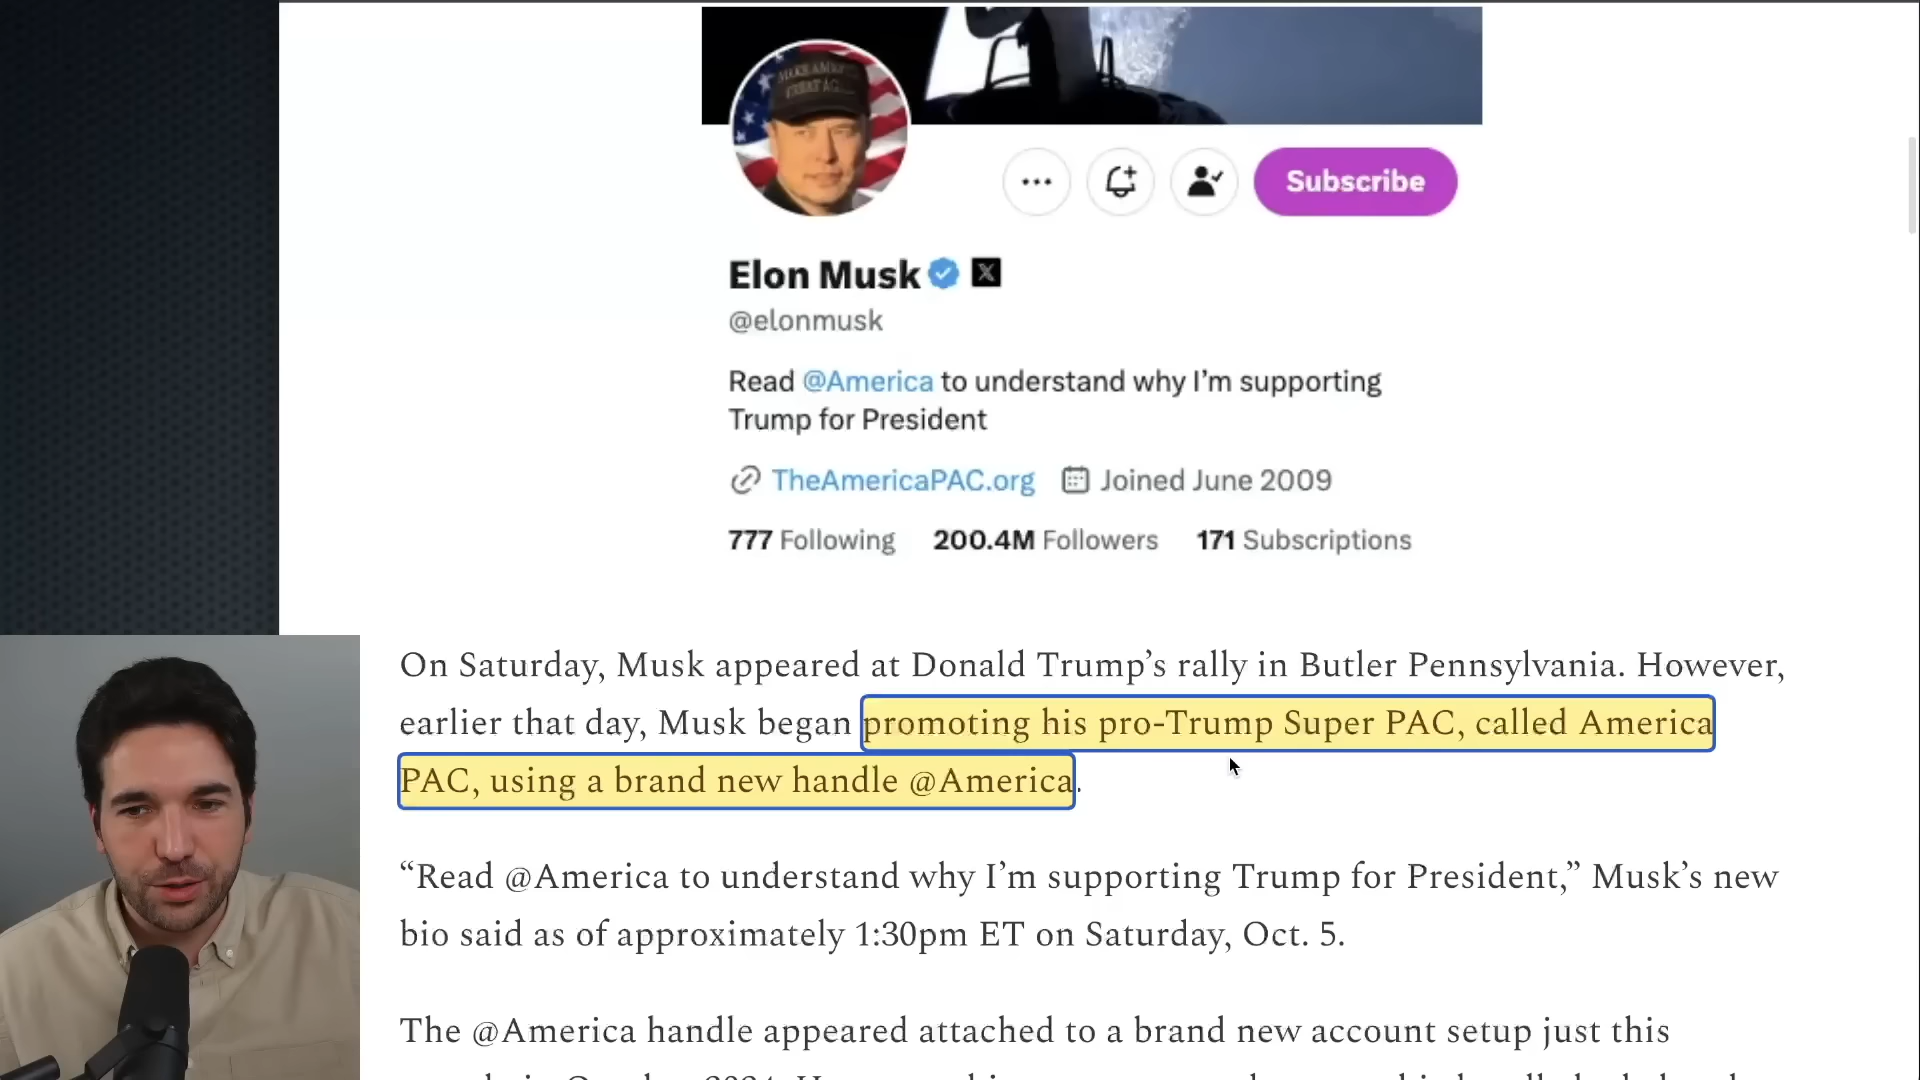 MAKE AMERICA
GREAT AGAIN
Subscribe
Elon Musk
@elonmusk
Read @America to understand why I’m supporting
Trump for President
TheAmericaPAC.org Joined June 2009
777 Following 200.4M Followers 171 Subscriptions
On Saturday, Musk appeared at Donald Trump’s rally in Butler Pennsylvania. However,
earlier that day, Musk began promoting his pro-Trump Super PAC, called America
PAC, using a brand new handle @America.
“Read @America to understand why I’m supporting Trump for President,” Musk’s new
bio said as of approximately 1:30pm ET on Saturday, Oct. 5.
The @America handle appeared attached to a brand new account setup just this